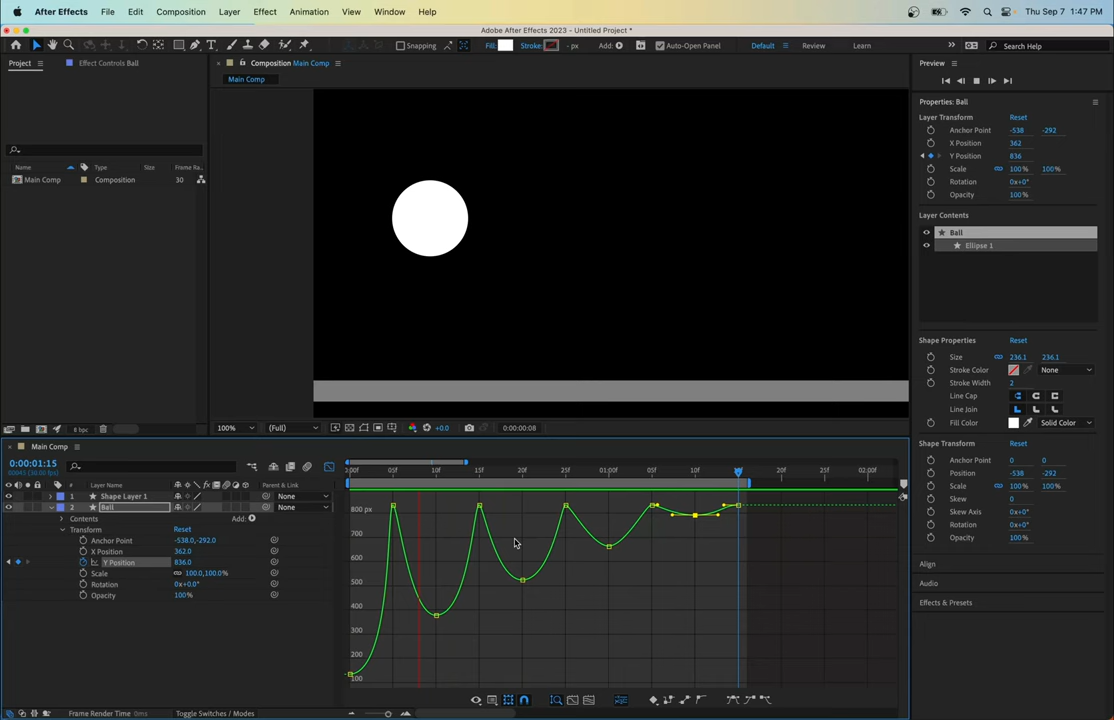 After Effects File Edit Composition Layer Effect Animation View Window Help Thu Sep 7 1:47 PM
Adobe After Effects 2023 - Untitled Project *
Snapping Fill: Stroke: - px Add: Auto-Open Panel Default Review Learn Search Help
Project Effect Controls Ball
Composition Main Comp
Main Comp
Name Type Size Frame Ra...
Main Comp Composition 30
8 bpc
100% (Full) +0.0 0:00:00:08
Preview
Properties: Ball
Layer Transform Reset
Anchor Point -538 -292
X Position 362
Y Position 836
Scale 100% 100%
Rotation 0x+0°
Opacity 100%
Layer Contents
Ball
Ellipse 1
Shape Properties Reset
Size 236.1 236.1
Stroke Color None
Stroke Width 2
Line Cap
Line Join
Fill Color Solid Color
Shape Transform Reset
Anchor Point 0 0
Position -538 -292
Scale 100% 100%
Skew 0
Skew Axis 0x+0°
Rotation 0x+0°
Opacity 100%
Align
Audio
Effects & Presets
Main Comp
0:00:01:15
# Layer Name Parent & Link
1 Shape Layer 1 None
2 Ball None
Contents Add:
Transform Reset
Anchor Point -538.0,-292.0
X Position 362.0
Y Position 836.0
Scale 100.0,100.0%
Rotation 0x+0.0°
Opacity 100%
05f 10f 15f 20f 25f 01:00f 05f 10f 20f 25f 02:00f
800 px
700
600
500
400
300
200
100
Frame Render Time 0ms Toggle Switches / Modes